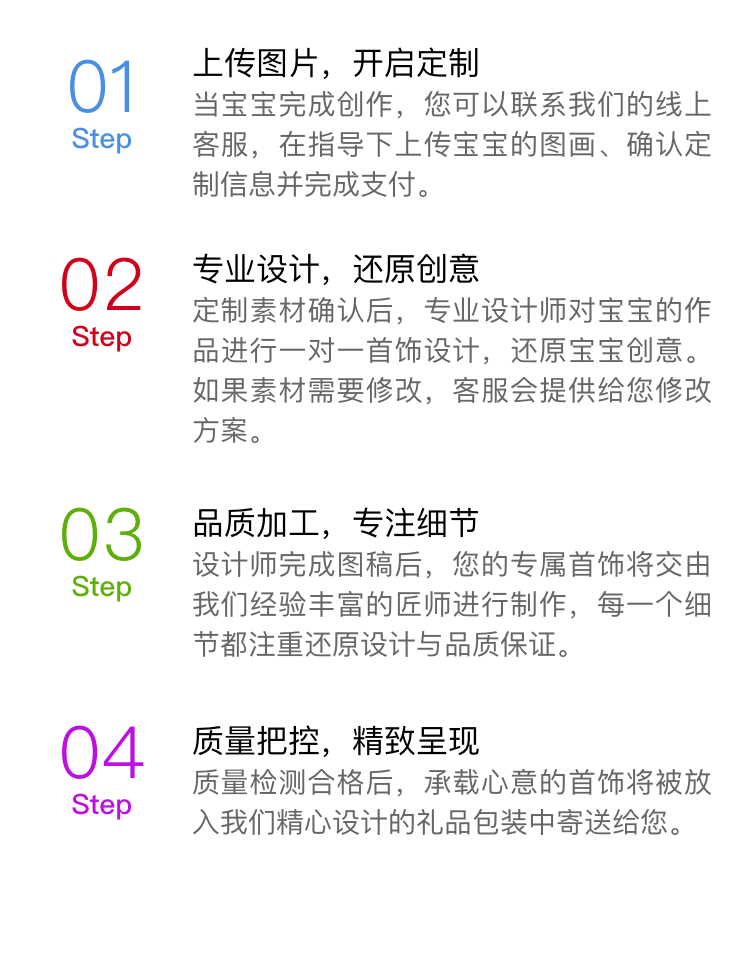 01
Step
上传图片，开启定制
当宝宝完成创作，您可以联系我们的线上
客服，在指导下上传宝宝的图画、确认定
制信息并完成支付。
02
Step
专业设计，还原创意
定制素材确认后，专业设计师对宝宝的作
品进行一对一首饰设计，还原宝宝创意。
如果素材需要修改，客服会提供给您修改
方案。
03
Step
品质加工，专注细节
设计师完成图稿后，您的专属首饰将交由
我们经验丰富的匠师进行制作，每一个细
节都注重还原设计与品质保证。
04
Step
质量把控，精致呈现
质量检测合格后，承载心意的首饰将被放
入我们精心设计的礼品包装中寄送给您。